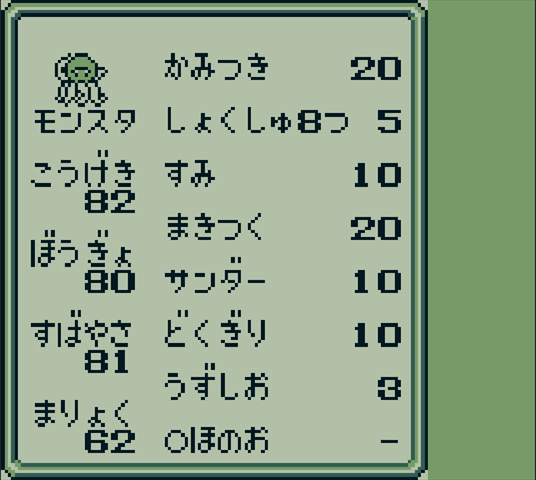 かみつき 20
モンスタ しょくしゅ8つ 5
こうげき すみ 10
82
まきつく 20
ぼうぎょ
80 サンダー 10
すばやさ どくぎり 10
81
うずしお 3
まりょく
62 ○ほのお -